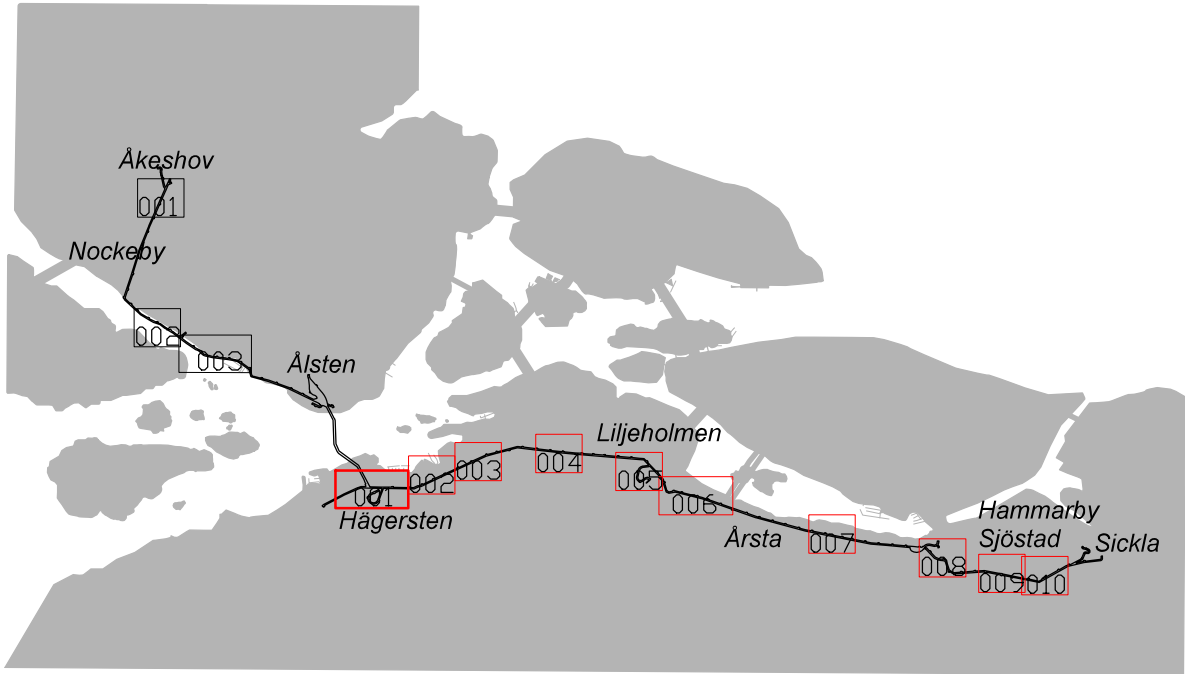 Åkeshov
001
Nockeby
002
003
Ålsten
Liljeholmen
004
003
002
005
001
006
Hägersten
Hammarby
Sjöstad
Årsta
007
Sickla
008
009
010